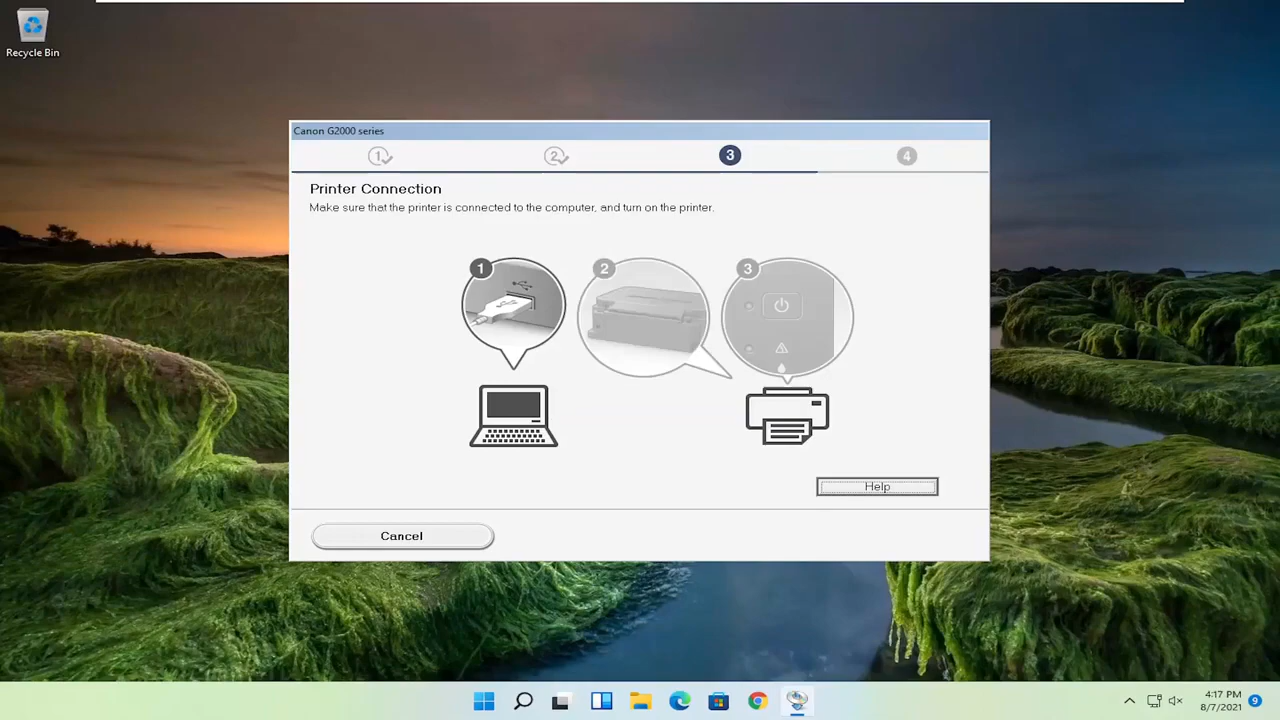 Recycle Bin
Canon G2000 series
1
2
3
4
Printer Connection
Make sure that the printer is connected to the computer, and turn on the printer.
1
2
3
Help
Cancel
4:17 PM
8/7/2021
9